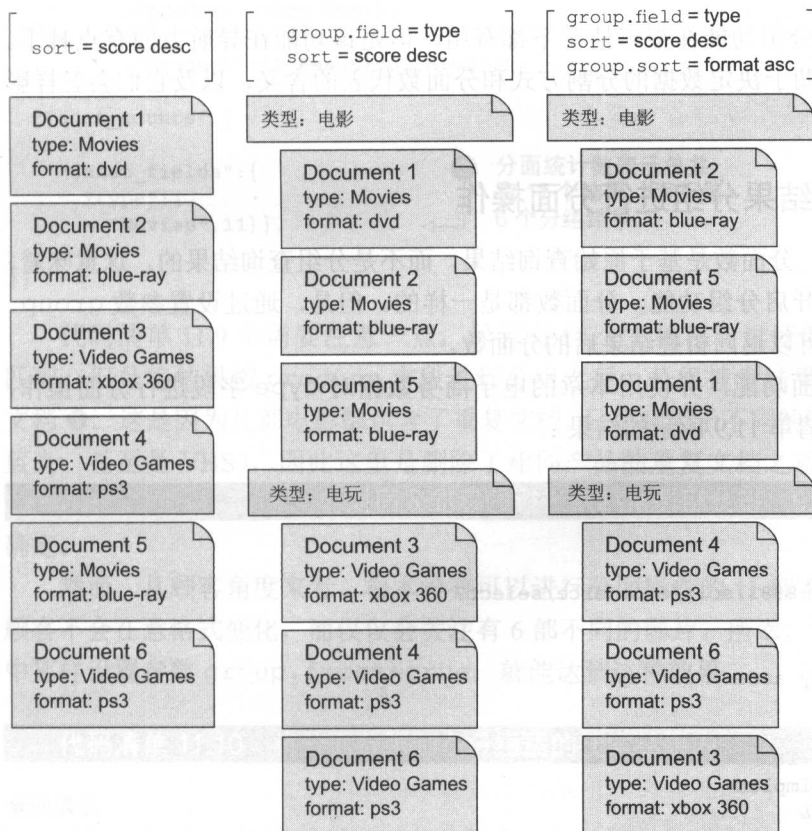 sort = score desc
Document 1
type: Movies
format: dvd
Document 2
type: Movies
format: blue-ray
Document 3
type: Video Games
format: xbox 360
Document 4
type: Video Games
format: ps3
Document 5
type: Movies
format: blue-ray
Document 6
type: Video Games
format: ps3
group.field = type
sort = score desc
类型：电影
Document 1
type: Movies
format: dvd
Document 2
type: Movies
format: blue-ray
Document 5
type: Movies
format: blue-ray
类型：电玩
Document 3
type: Video Games
format: xbox 360
Document 4
type: Video Games
format: ps3
Document 6
type: Video Games
format: ps3
group.field = type
sort = score desc
group.sort = format asc
类型：电影
Document 2
type: Movies
format: blue-ray
Document 5
type: Movies
format: blue-ray
Document 1
type: Movies
format: dvd
类型：电玩
Document 4
type: Video Games
format: ps3
Document 6
type: Video Games
format: ps3
Document 3
type: Video Games
format: xbox 360